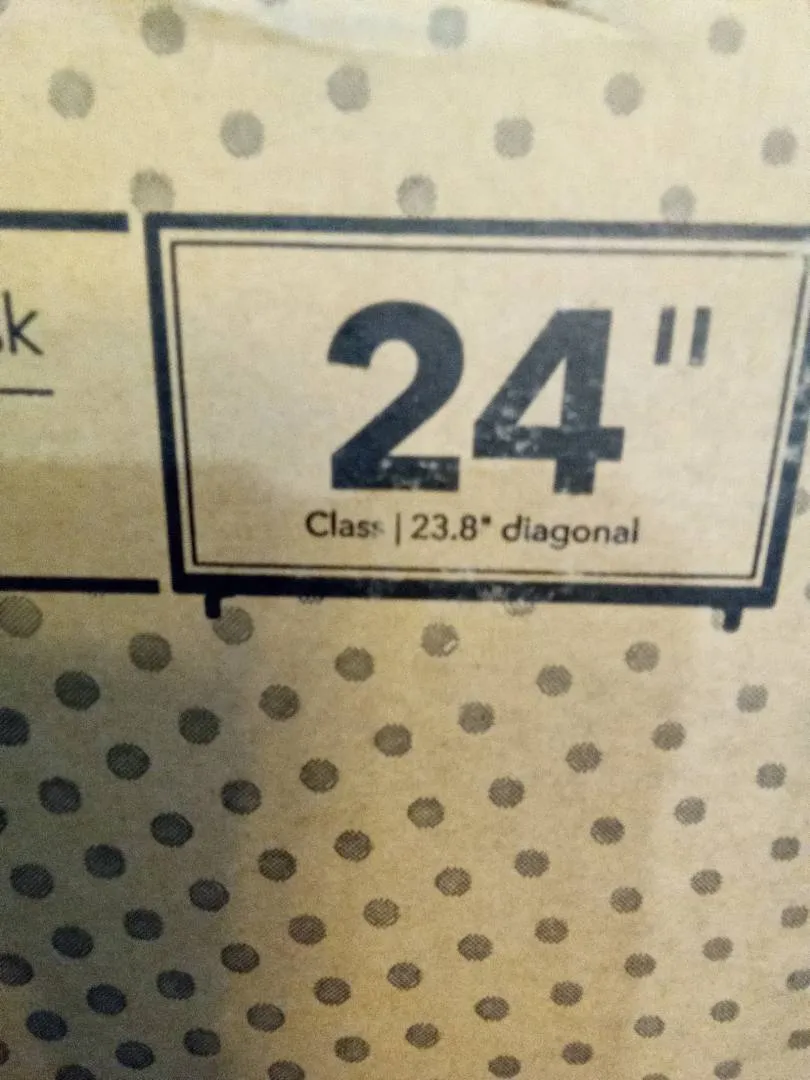 24"
Class | 23.8" diagonal